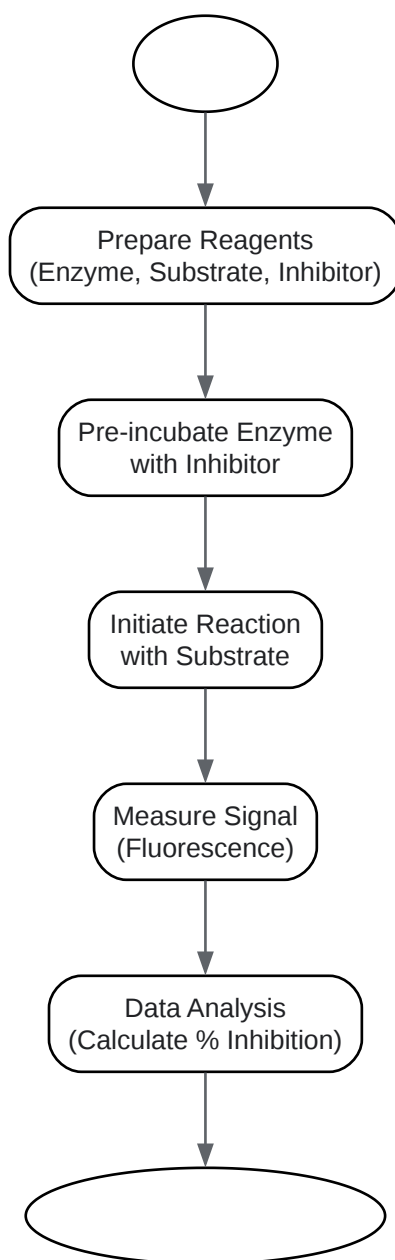 Prepare Reagents
(Enzyme, Substrate, Inhibitor)
Pre-incubate Enzyme
with Inhibitor
Initiate Reaction
with Substrate
Measure Signal
(Fluorescence)
Data Analysis
(Calculate % Inhibition)